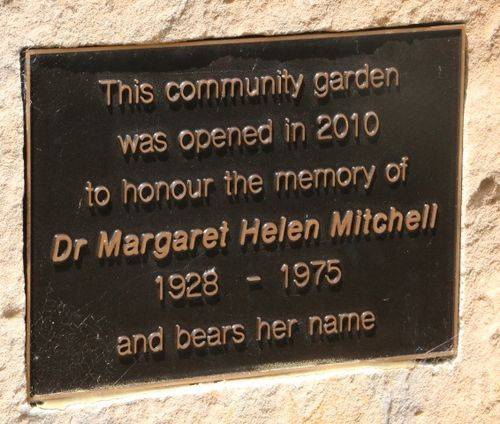 This community garden
was opened in 2010
to honour the memory of
Dr Margaret Helen Mitchell
1928 - 1975
and bears her name